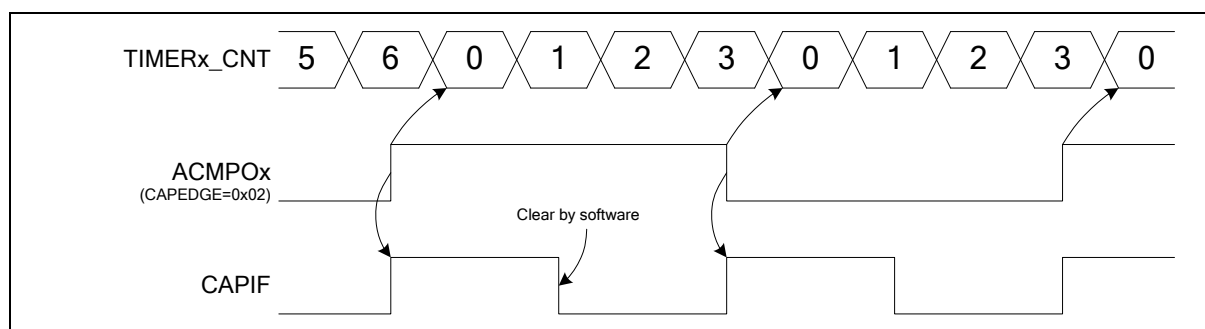 TIMERx_CNT 5 6 0 1 2 3 0 1 2 3 0
ACMPOx
(CAPEDGE=0x02)
Clear by software
CAPIF